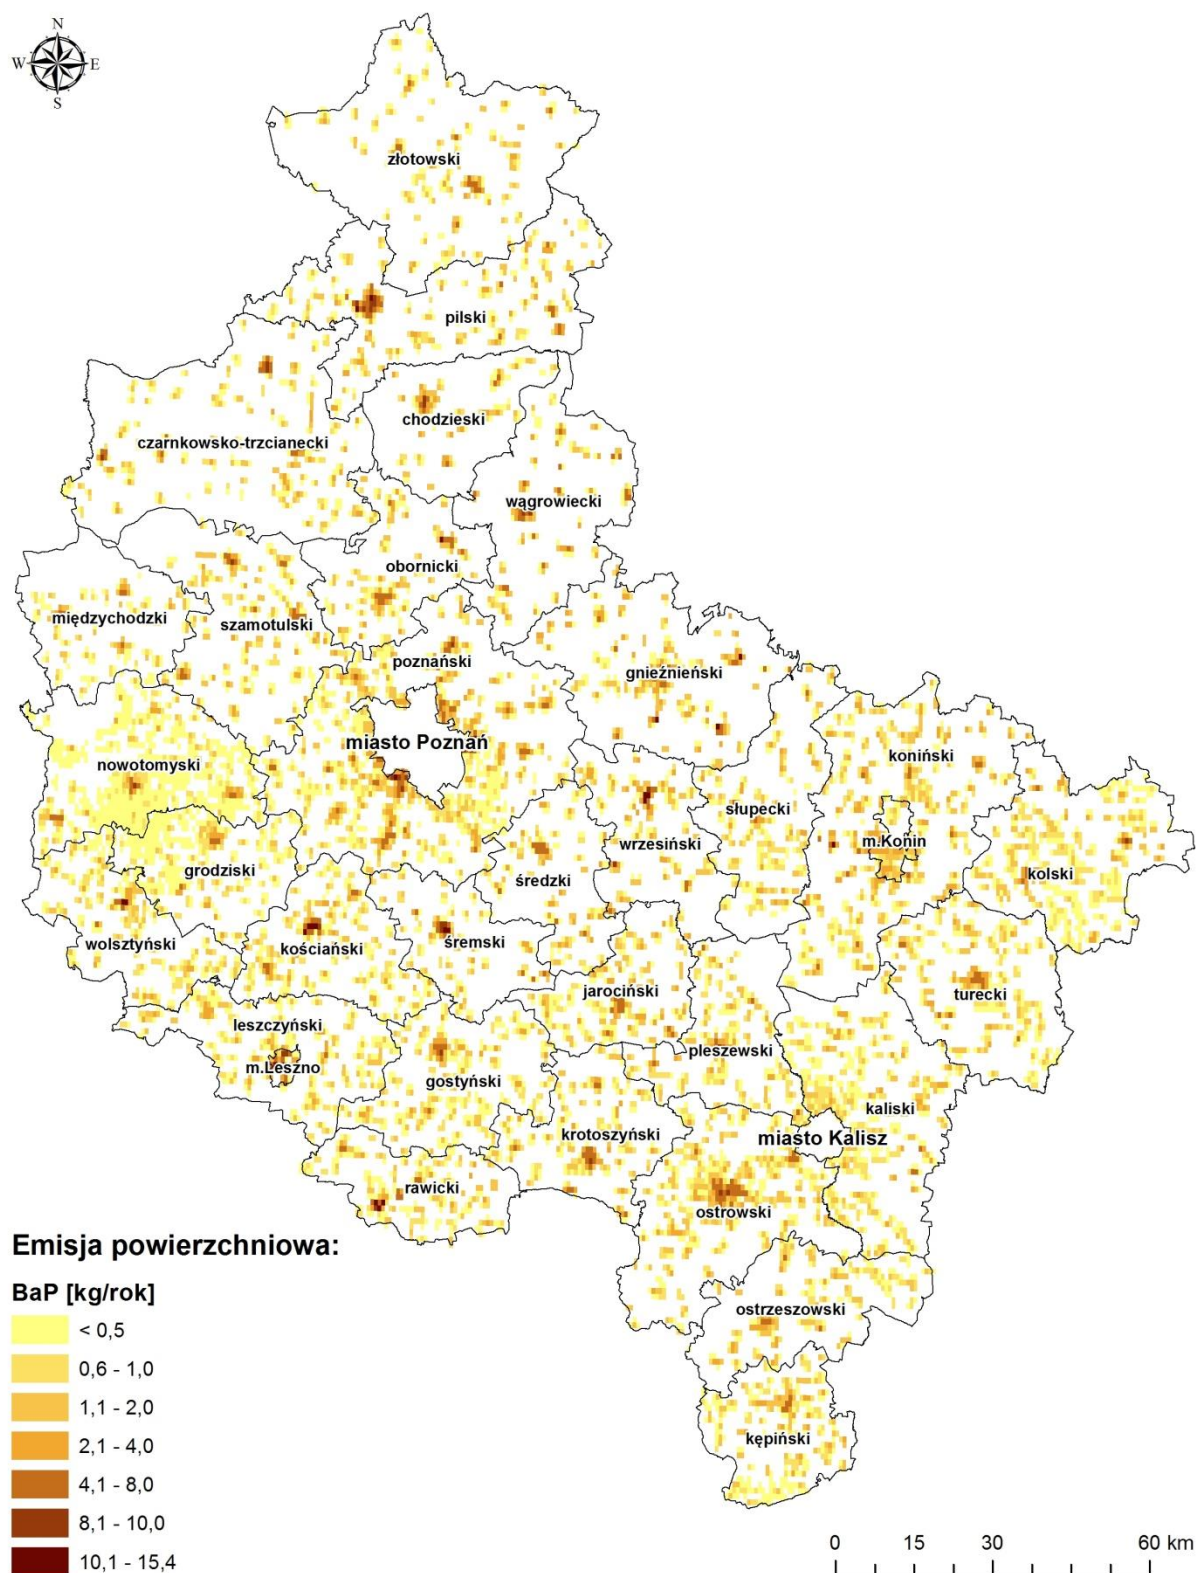 N
W E
S
złotowski
pilski
chodzieski
czarnkowsko-trzcianecki
wągrowiecki
obornicki
międzychodzki
szamotulski
poznański
gnieźnieński
miasto Poznań
koniński
nowotomyski
słupecki
m.Konin
wrzesiński
grodziski
średzki
kolski
wolsztyński
kościański
śremski
jarociński
turecki
leszczyński
pleszewski
m.Leszno
gostyński
kaliski
krotoszyński
miasto Kalisz
rawicki
ostrowski
Emisja powierzchniowa:
BaP [kg/rok]
ostrzeszowski
< 0,5
0,6 - 1,0
1,1 - 2,0
kępiński
2,1 - 4,0
4,1 - 8,0
8,1 - 10,0
10,1 - 15,4
0 15 30 60 km